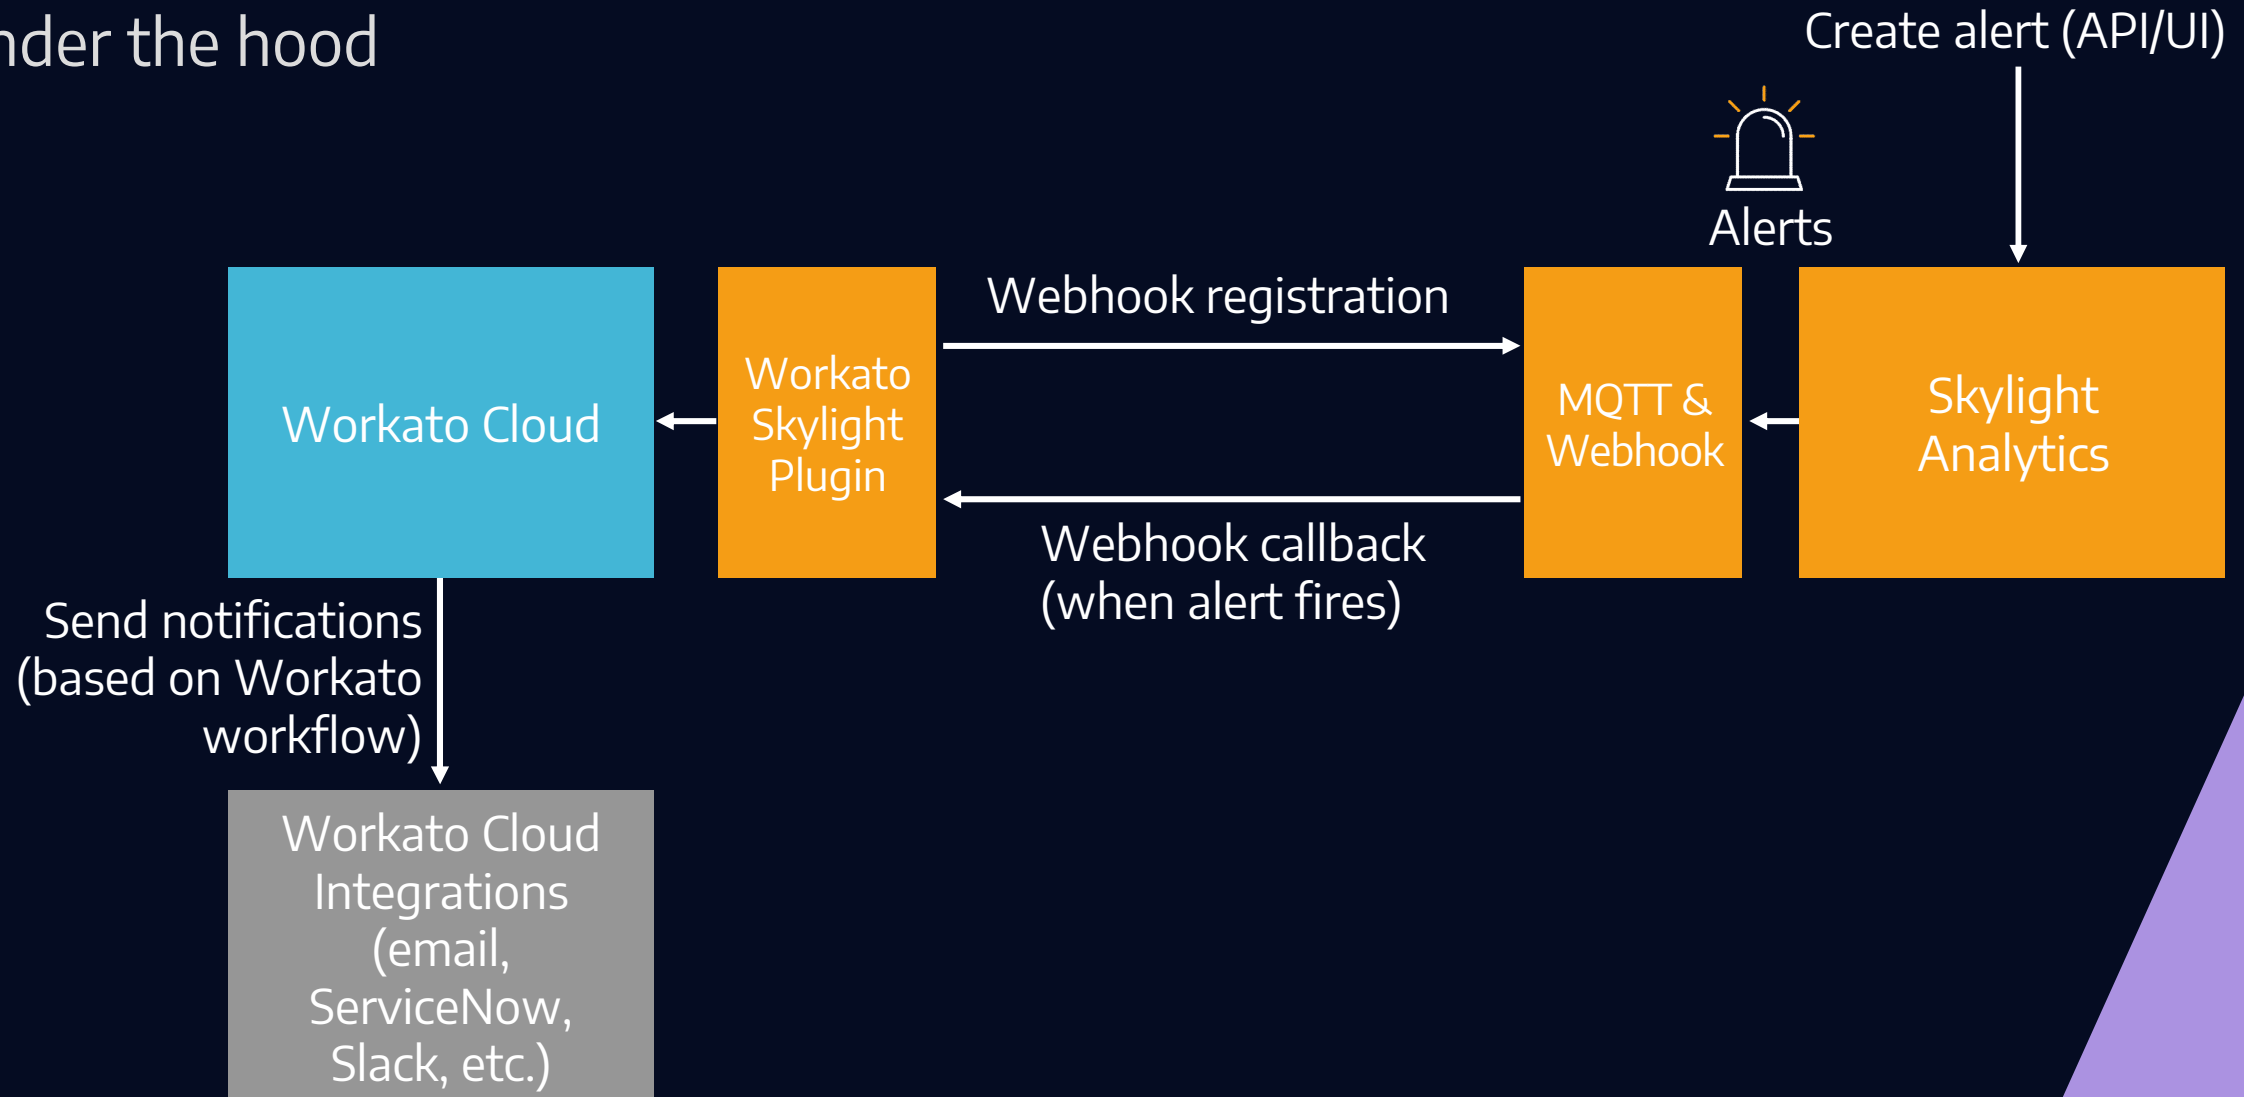 nder the hood
Create alert (API/UI)
Alerts
Workato Cloud
Workato
Skylight
Plugin
Webhook registration
Webhook callback
(when alert fires)
MQTT &
Webhook
Skylight
Analytics
Send notifications
(based on Workato
workflow)
Workato Cloud
Integrations
(email,
ServiceNow,
Slack, etc.)